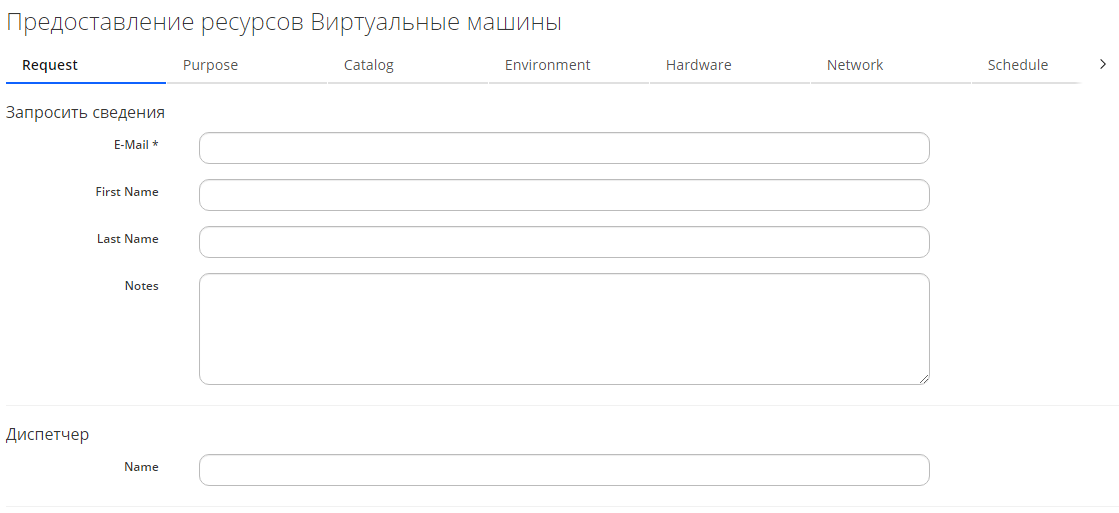 Предоставление ресурсов Виртуальные машины
Request Purpose Catalog Environment Hardware Network Schedule
Запросить сведения
E-Mail *
First Name
Last Name
Notes
Диспетчер
Name